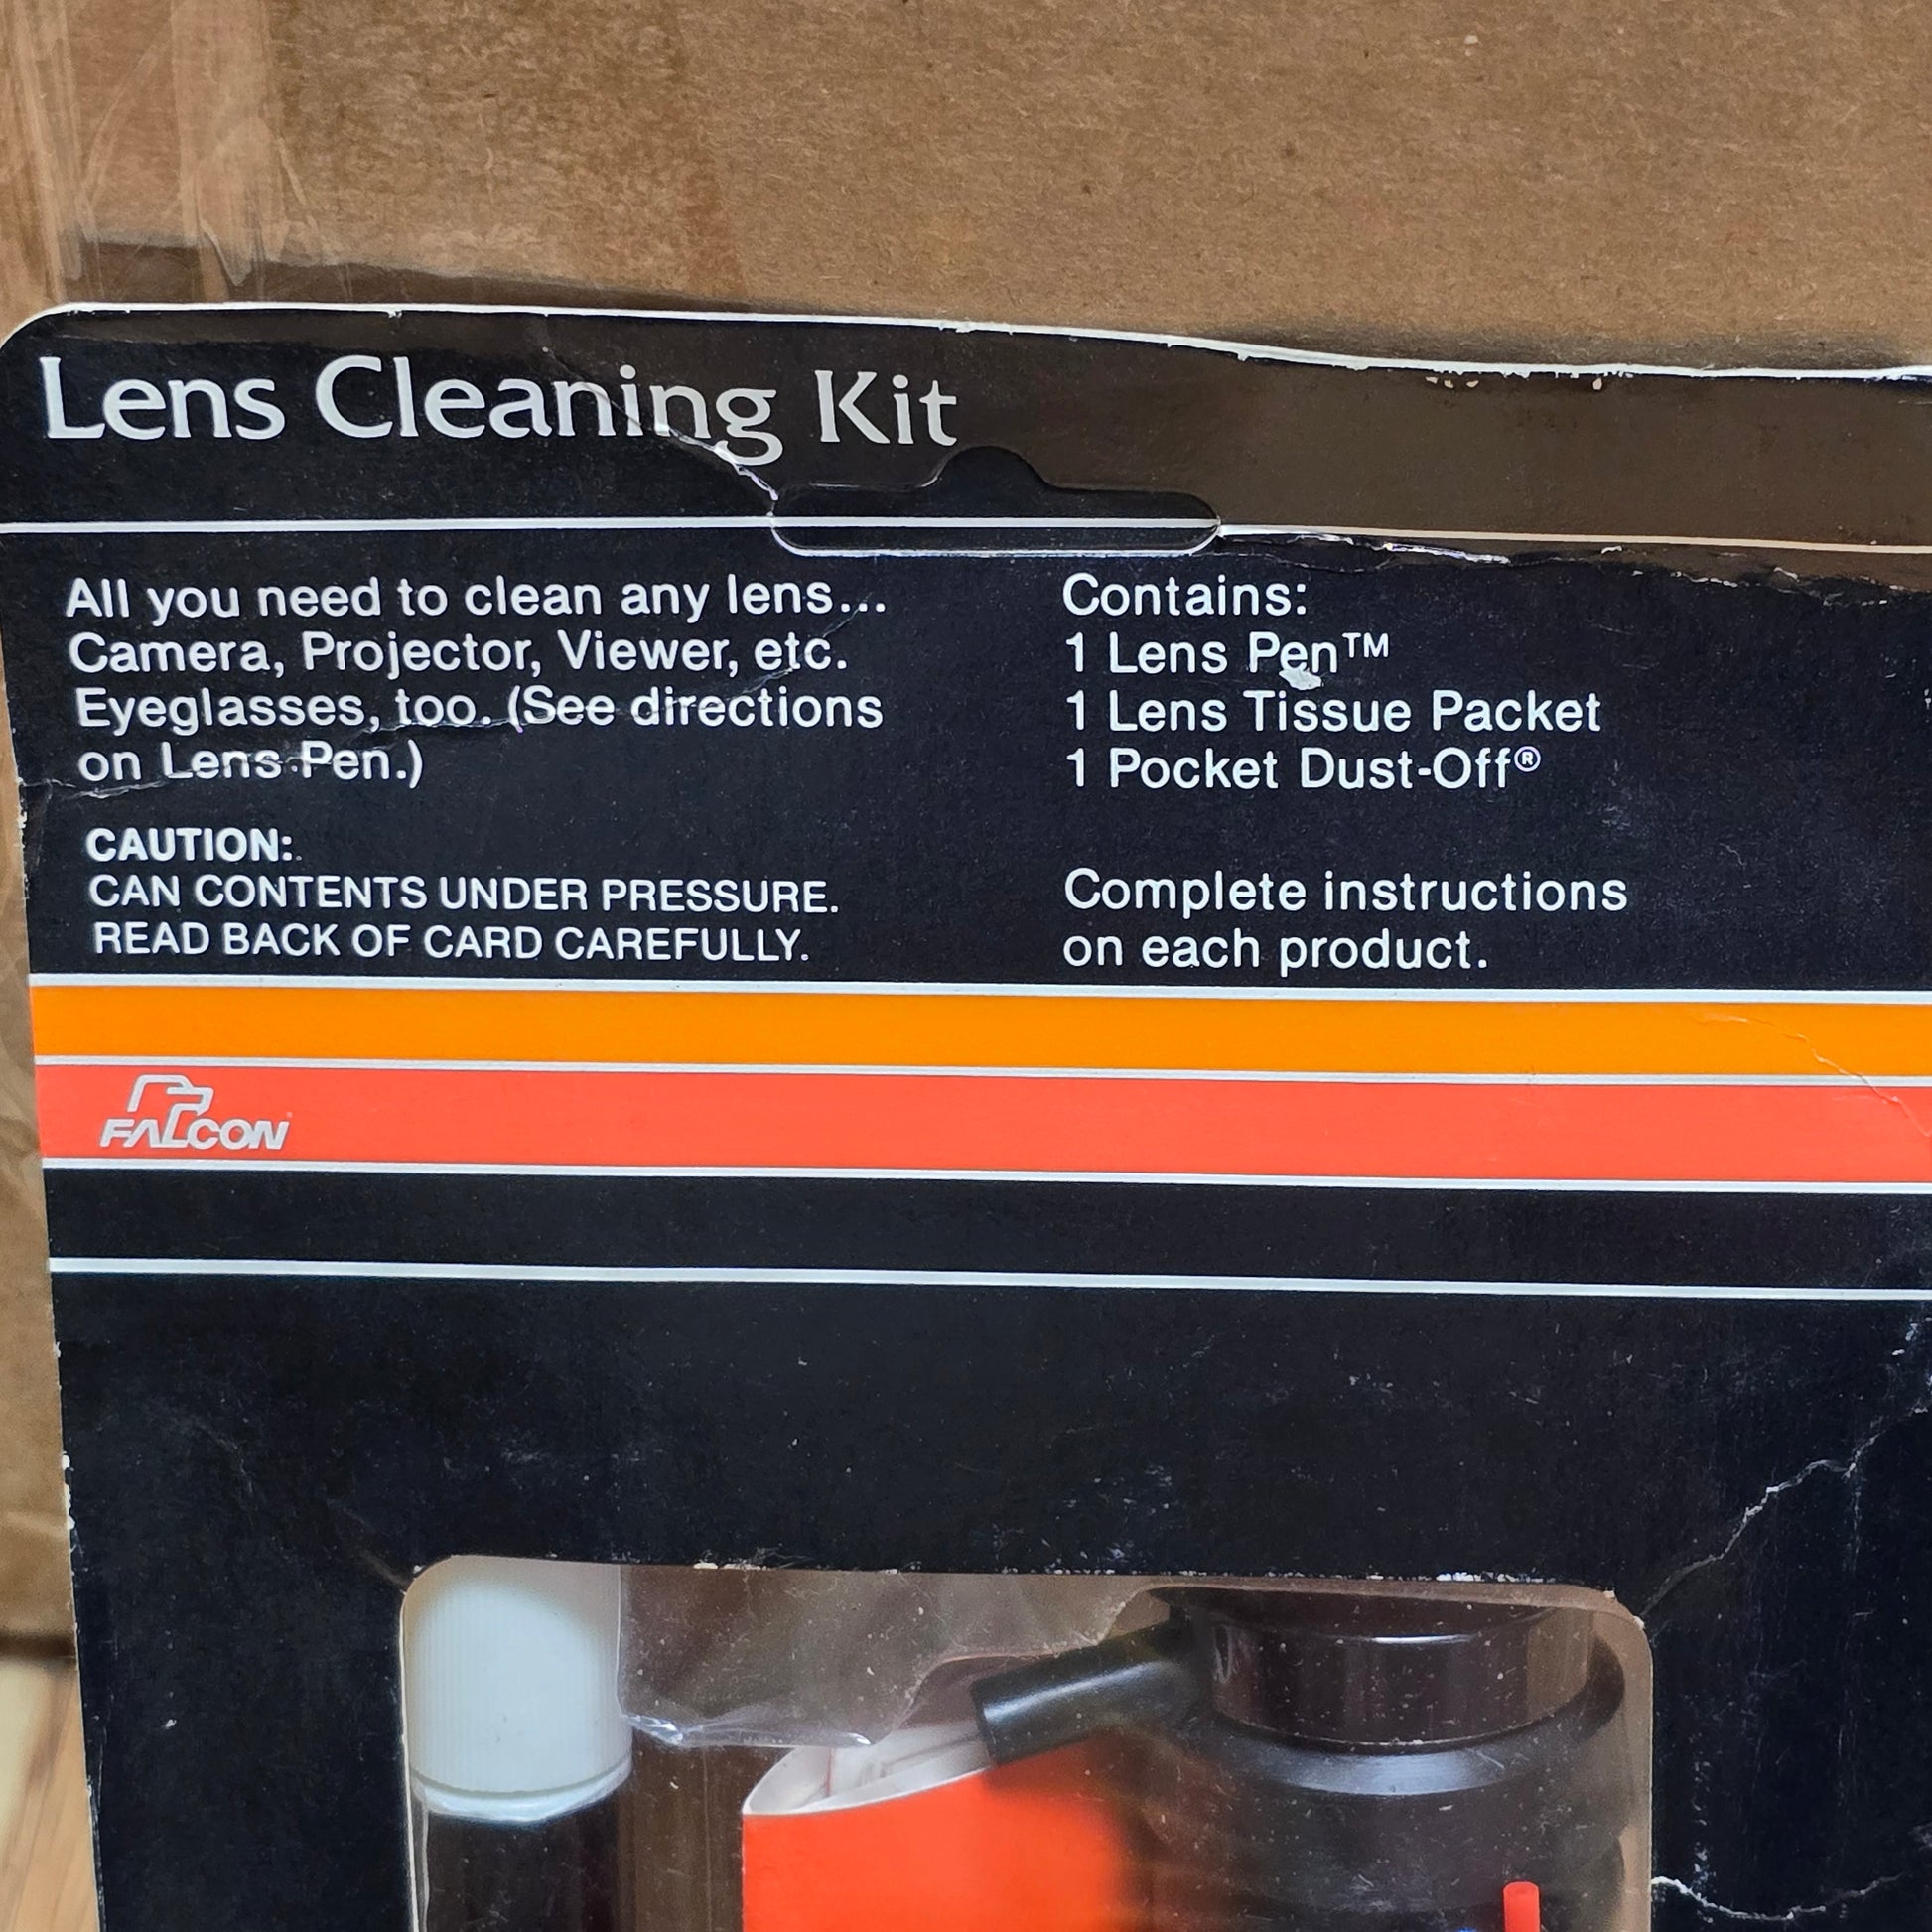 Lens Cleaning Kit
All you need to clean any lens...
Camera, Projector, Viewer, etc.
Eyeglasses, too. (See directions
on Lens Pen.)
CAUTION:
CAN CONTENTS UNDER PRESSURE.
READ BACK OF CARD CAREFULLY.
Contains:
1 Lens Pen™
1 Lens Tissue Packet
1 Pocket Dust-Off®
Complete instructions
on each product.
FALCON